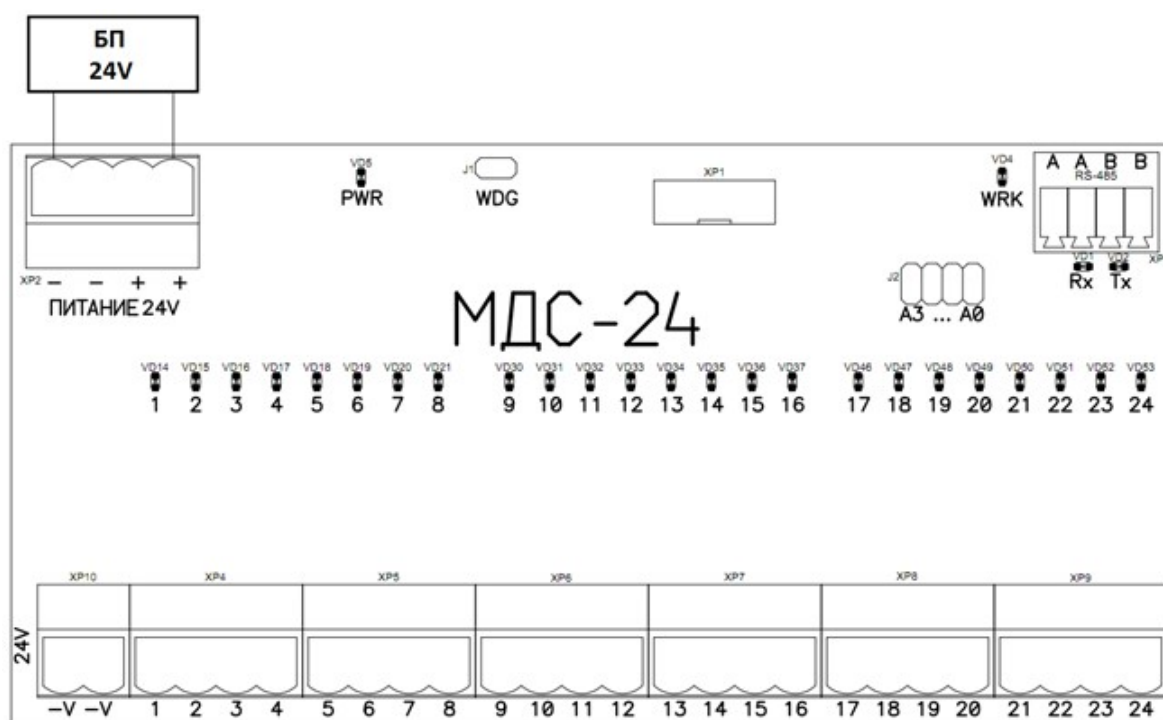 БП
24V
VD5
PWR
J1
WDG
XP1
VD4
WRK
A A B B
RS-485
XP2 − − + +
ПИТАНИЕ 24V
VD1 VD2
Rx Tx
J2
A3 ... A0
МДС-24
VD14 VD15 VD16 VD17 VD18 VD19 VD20 VD21 VD30 VD31 VD32 VD33 VD34 VD35 VD36 VD37 VD46 VD47 VD48 VD49 VD50 VD51 VD52 VD53
1 2 3 4 5 6 7 8 9 10 11 12 13 14 15 16 17 18 19 20 21 22 23 24
XP10 XP4 XP5 XP6 XP7 XP8 XP9
24V
−V −V 1 2 3 4 5 6 7 8 9 10 11 12 13 14 15 16 17 18 19 20 21 22 23 24